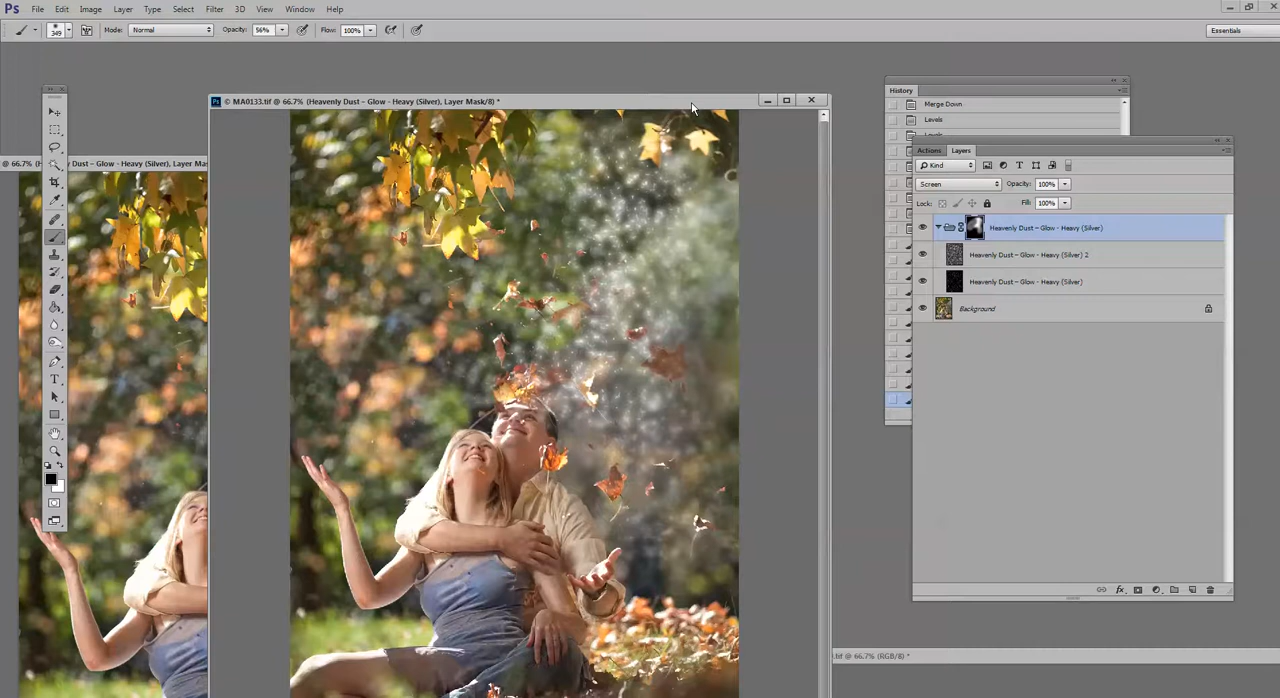 Ps File Edit Image Layer Type Select Filter 3D View Window Help
349 Mode: Normal Opacity: 56% Flow: 100% Essentials
© MA0133.tif @ 66.7% (Heavenly Dust – Glow - Heavy (Silver), Layer Mask/8) *
@ 66.7% (Heavenly Dust – Glow - Heavy (Silver), Layer Mas
History
Merge Down
Levels
Levels
Actions Layers
Kind
Screen Opacity: 100%
Lock: Fill: 100%
Heavenly Dust – Glow - Heavy (Silver)
Heavenly Dust – Glow - Heavy (Silver) 2
Heavenly Dust – Glow - Heavy (Silver)
Background
fx
.tif @ 66.7% (RGB/8) *